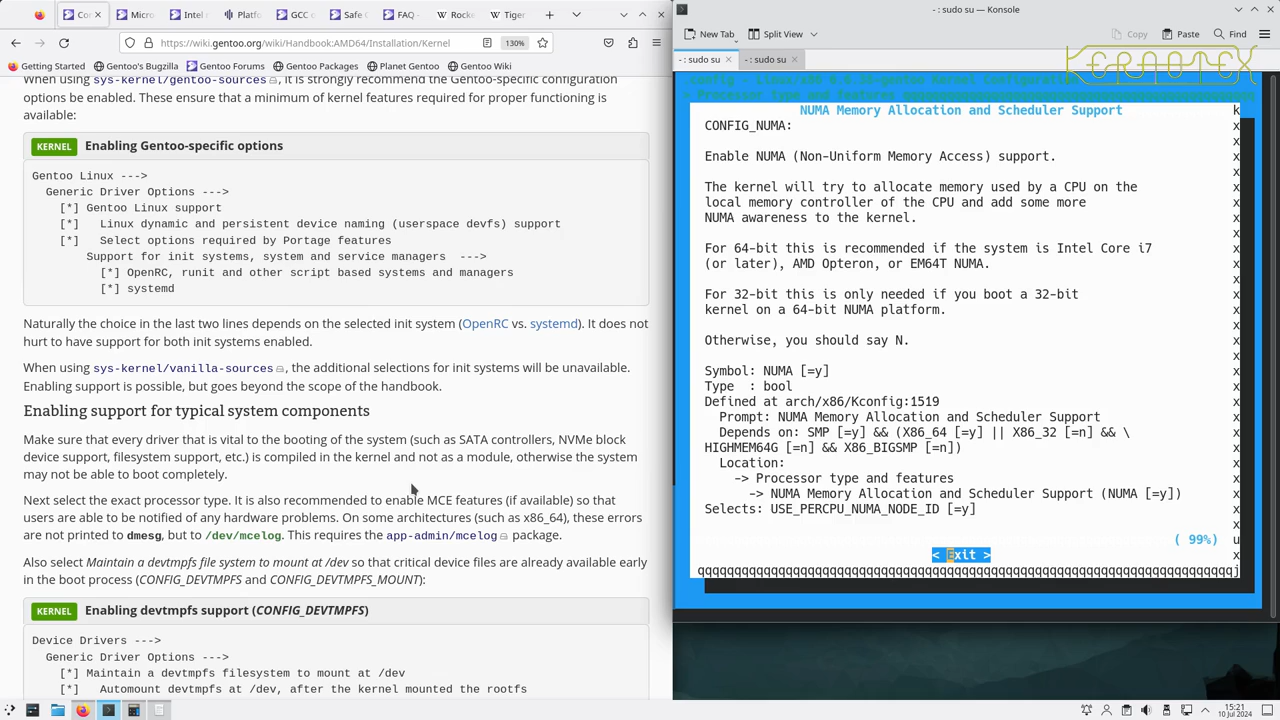 Cor
Micro
Intel r
Platfo
GCC e
Safe C
FAQ -
Rocke
Tiger
https://wiki.gentoo.org/wiki/Handbook:AMD64/Installation/Kernel
130%
Getting Started
Gentoo's Bugzilla
Gentoo Forums
Gentoo Packages
Planet Gentoo
Gentoo Wiki
When using sys-kernel/gentoo-sources, it is strongly recommend the Gentoo-specific configuration
options be enabled. These ensure that a minimum of kernel features required for proper functioning is
available:
KERNEL Enabling Gentoo-specific options
Gentoo Linux --->
Generic Driver Options --->
[*] Gentoo Linux support
[*] Linux dynamic and persistent device naming (userspace devfs) support
[*] Select options required by Portage features
Support for init systems, system and service managers --->
[*] OpenRC, runit and other script based systems and managers
[*] systemd
Naturally the choice in the last two lines depends on the selected init system (OpenRC vs. systemd). It does not
hurt to have support for both init systems enabled.
When using sys-kernel/vanilla-sources, the additional selections for init systems will be unavailable.
Enabling support is possible, but goes beyond the scope of the handbook.
Enabling support for typical system components
Make sure that every driver that is vital to the booting of the system (such as SATA controllers, NVMe block
device support, filesystem support, etc.) is compiled in the kernel and not as a module, otherwise the system
may not be able to boot completely.
Next select the exact processor type. It is also recommended to enable MCE features (if available) so that
users are able to be notified of any hardware problems. On some architectures (such as x86_64), these errors
are not printed to dmesg, but to /dev/mcelog. This requires the app-admin/mcelog package.
Also select Maintain a devtmpfs file system to mount at /dev so that critical device files are already available early
in the boot process (CONFIG_DEVTMPFS and CONFIG_DEVTMPFS_MOUNT):
KERNEL Enabling devtmpfs support (CONFIG_DEVTMPFS)
Device Drivers --->
Generic Driver Options --->
[*] Maintain a devtmpfs filesystem to mount at /dev
[*] Automount devtmpfs at /dev, after the kernel mounted the rootfs
- : sudo su — Konsole
New Tab
Split View
Copy
Paste
Find
- : sudo su
- : sudo su
KERNOTEX
NUMA Memory Allocation and Scheduler Support
CONFIG_NUMA:
Enable NUMA (Non-Uniform Memory Access) support.
The kernel will try to allocate memory used by a CPU on the
local memory controller of the CPU and add some more
NUMA awareness to the kernel.
For 64-bit this is recommended if the system is Intel Core i7
(or later), AMD Opteron, or EM64T NUMA.
For 32-bit this is only needed if you boot a 32-bit
kernel on a 64-bit NUMA platform.
Otherwise, you should say N.
Symbol: NUMA [=y]
Type : bool
Defined at arch/x86/Kconfig:1519
Prompt: NUMA Memory Allocation and Scheduler Support
Depends on: SMP [=y] && (X86_64 [=y] || X86_32 [=n] && \
HIGHMEM64G [=n] && X86_BIGSMP [=n])
Location:
-> Processor type and features
-> NUMA Memory Allocation and Scheduler Support (NUMA [=y])
Selects: USE_PERCPU_NUMA_NODE_ID [=y]
( 99%)
< Exit >
15:21
10 Jul 2024